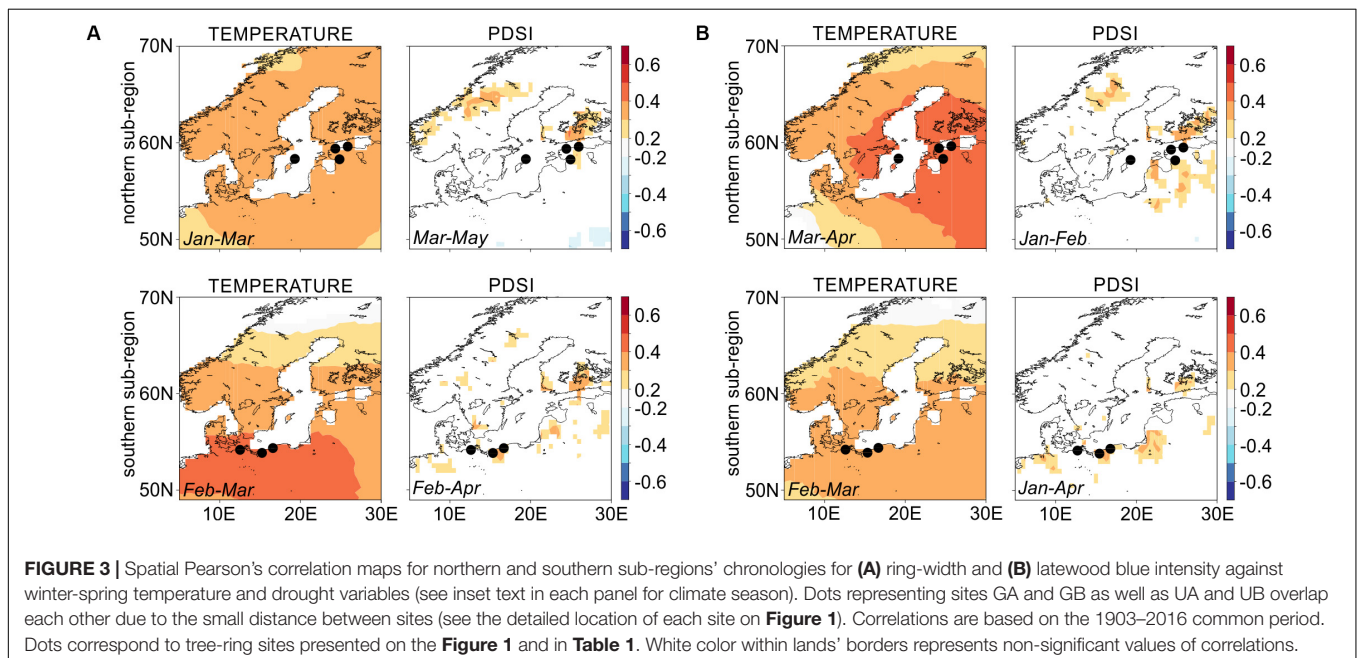 A
B
TEMPERATURE
PDSI
TEMPERATURE
PDSI
70N
60N
50N
northern sub-region
Jan-Mar
Mar-May
0.6
0.4
0.2
-0.2
-0.4
-0.6
70N
60N
50N
northern sub-region
Mar-Apr
Jan-Feb
0.6
0.4
0.2
-0.2
-0.4
-0.6
TEMPERATURE
PDSI
TEMPERATURE
PDSI
70N
60N
50N
southern sub-region
Feb-Mar
Feb-Apr
0.6
0.4
0.2
-0.2
-0.4
-0.6
70N
60N
50N
southern sub-region
Feb-Mar
Jan-Apr
0.6
0.4
0.2
-0.2
-0.4
-0.6
10E 20E 30E
10E 20E 30E
10E 20E 30E
10E 20E 30E
FIGURE 3 | Spatial Pearson's correlation maps for northern and southern sub-regions' chronologies for (A) ring-width and (B) latewood blue intensity against
winter-spring temperature and drought variables (see inset text in each panel for climate season). Dots representing sites GA and GB as well as UA and UB overlap
each other due to the small distance between sites (see the detailed location of each site on Figure 1). Correlations are based on the 1903–2016 common period.
Dots correspond to tree-ring sites presented on the Figure 1 and in Table 1. White color within lands' borders represents non-significant values of correlations.